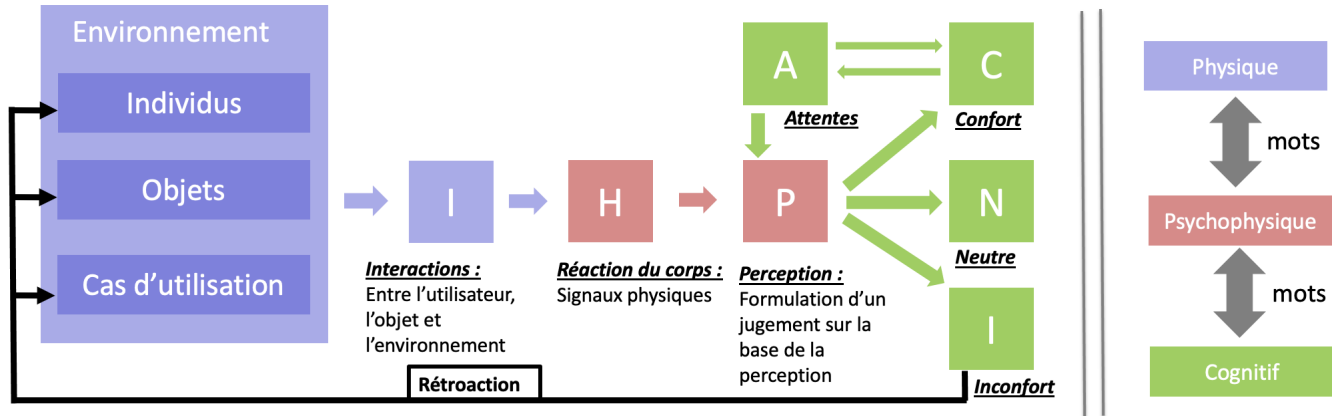 Environnement
Individus
Objets
Cas d'utilisation
I
Interactions :
Entre l'utilisateur,
l'objet et
l'environnement
H
Réaction du corps :
Signaux physiques
A
Attentes
P
Perception :
Formulation d'un
jugement sur la
base de la
perception
C
Confort
N
Neutre
I
Inconfort
Rétroaction
Physique
mots
Psychophysique
mots
Cognitif